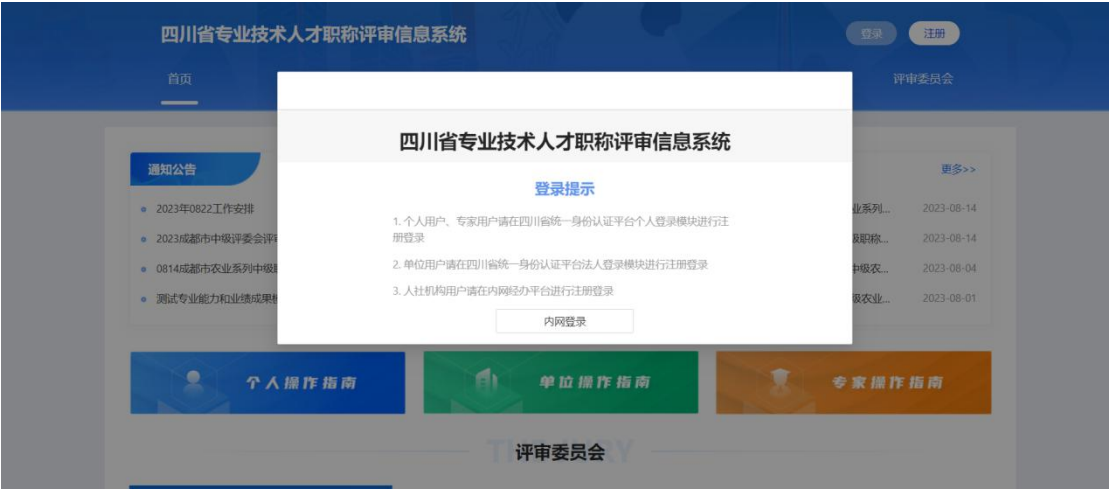 四川省专业技术人才职称评审信息系统
登录
注册
首页
评审委员会
四川省专业技术人才职称评审信息系统
登录提示
1. 个人用户、专家用户请在四川省统一身份认证平台个人登录模块进行注
册登录
2. 单位用户请在四川省统一身份认证平台法人登录模块进行注册登录
3. 人社机构用户请在内网经办平台进行注册登录
内网登录
通知公告
更多>>
2023年0822工作安排
业系列... 2023-08-14
2023成都市中级评委会评
级职称... 2023-08-14
0814成都市农业系列中级
中级农... 2023-08-04
测试专业能力和业绩成果
级农业... 2023-08-01
个人操作指南
单位操作指南
专家操作指南
评审委员会